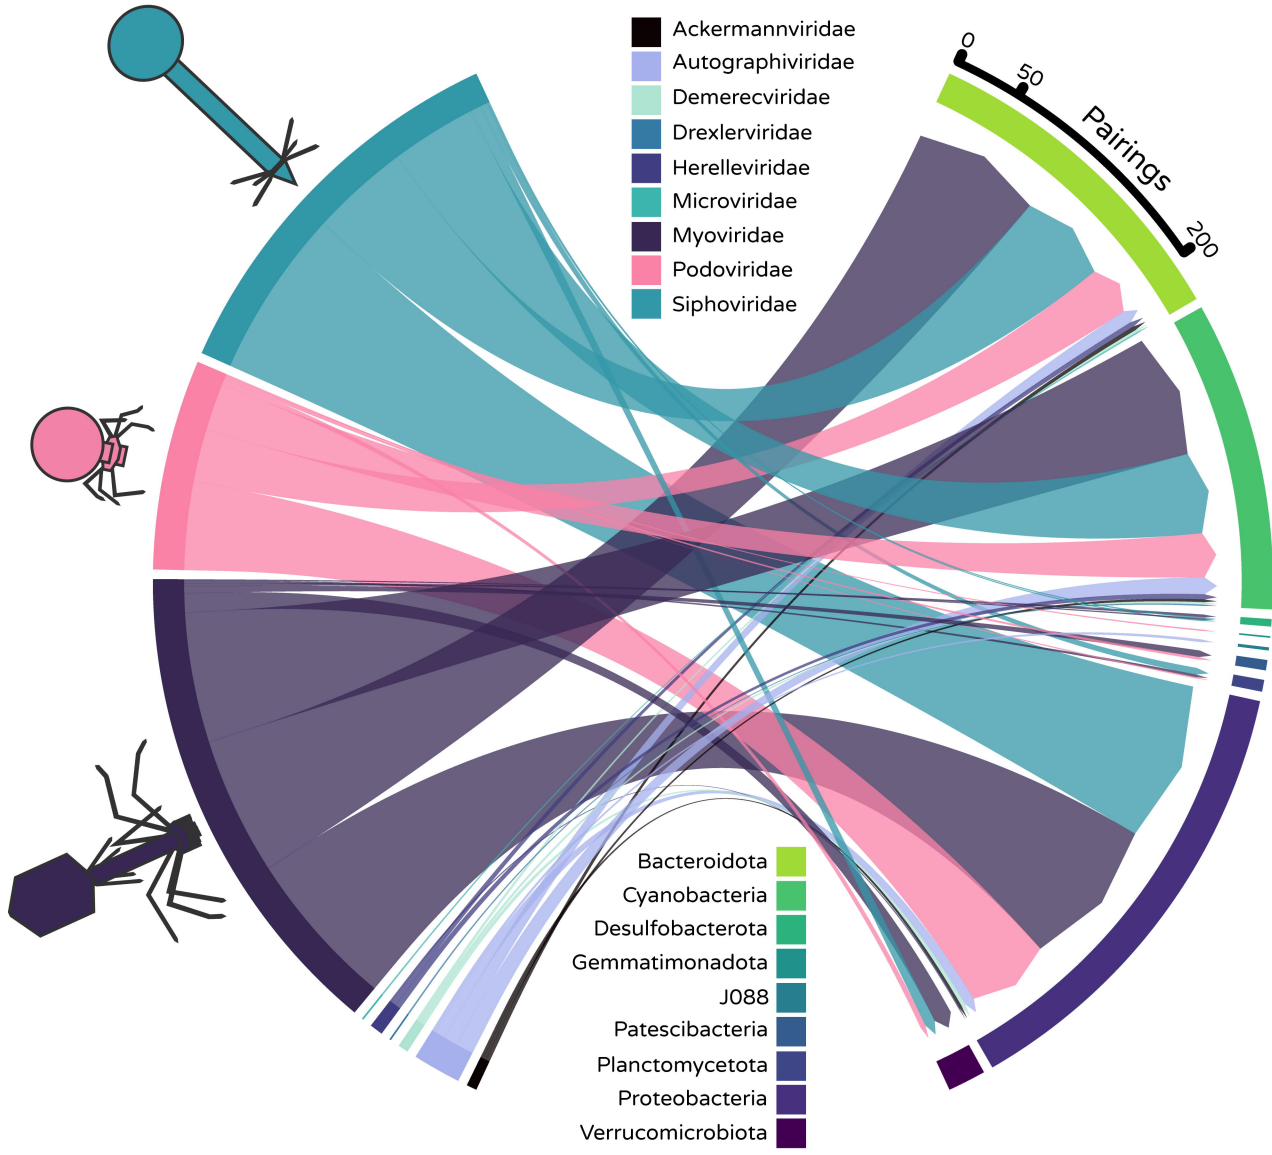 Ackermannviridae
Autographiviridae
Demerecviridae
Drexlerviridae
Herelleviridae
Microviridae
Myoviridae
Podoviridae
Siphoviridae
0
50
Pairings
200
Bacteroidota
Cyanobacteria
Desulfobacterota
Gemmatimonadota
J088
Patescibacteria
Planctomycetota
Proteobacteria
Verrucomicrobiota